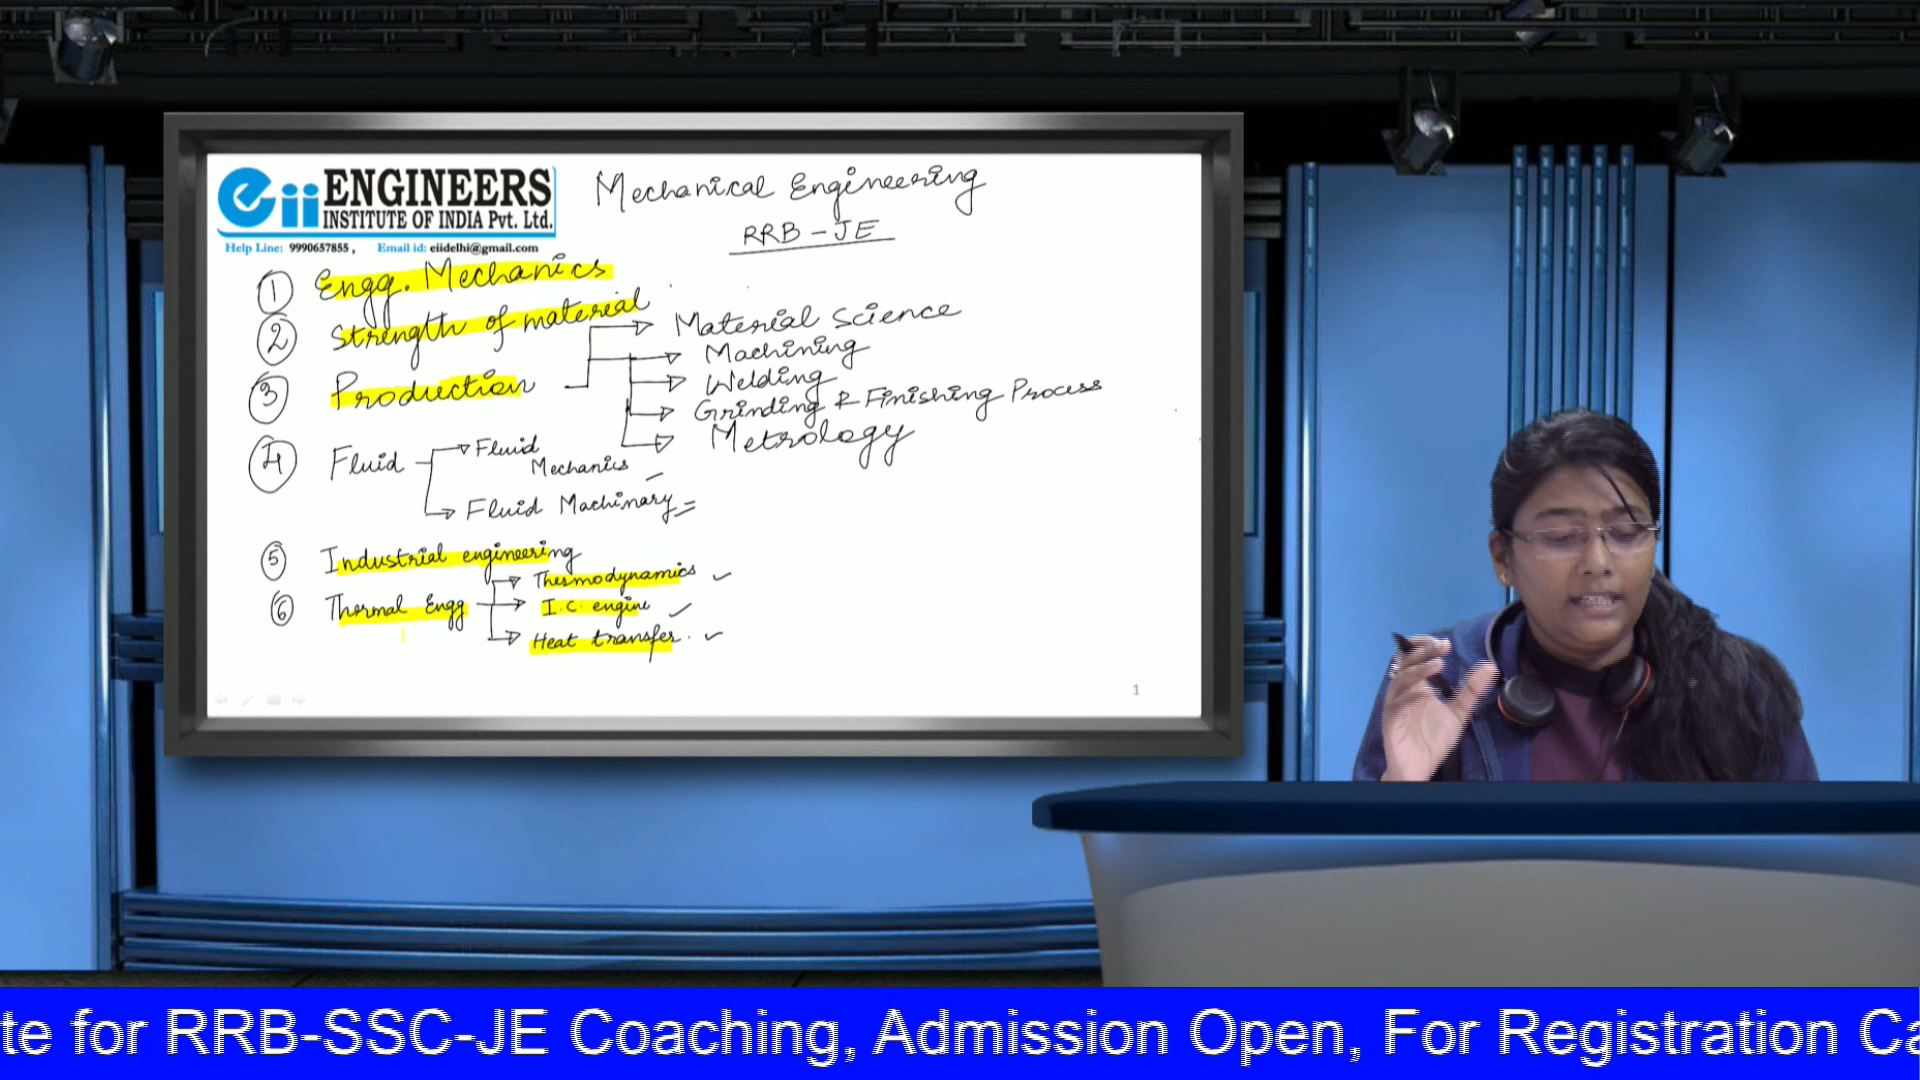 eii ENGINEERS
INSTITUTE OF INDIA Pvt. Ltd.
Help Line: 9990657855, Email id: eiidelhi@gmail.com
Mechanical Engineering
RRB - JE
1 Engg. Mechanics
2 Strength of material
3 Production
Material Science
Machining
Welding
Grinding & Finishing Process
Metrology
4 Fluid
Fluid
Mechanics
Fluid Machinary
5 Industrial engineering
6 Thermal Engg
Thermodynamics
I.C. engine
Heat transfer.
1
te for RRB-SSC-JE Coaching, Admission Open, For Registration Ca